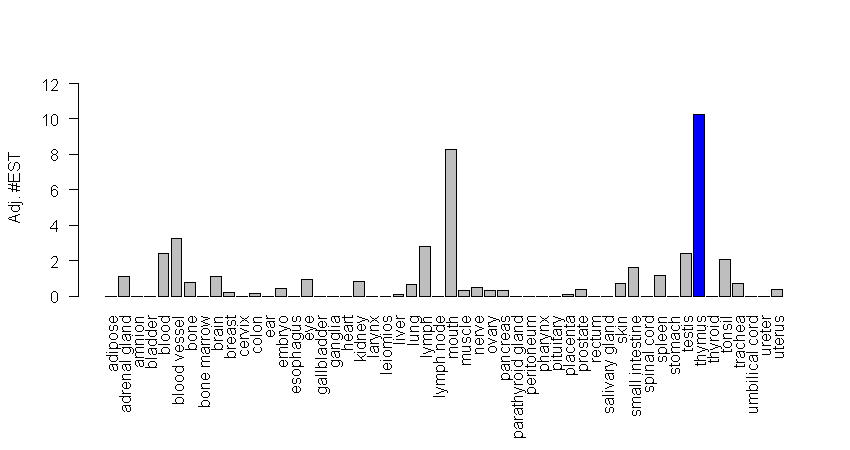 12
10
8
6
4
2
0
Adj. #EST
adipose
adrenal gland
amnion
bladder
blood
blood vessel
bone
bone marrow
brain
breast
cervix
colon
ear
embryo
esophagus
eye
gallbladder
ganglia
heart
kidney
larynx
leiomios
liver
lung
lymph
lymph node
mouth
muscle
nerve
ovary
pancreas
parathyroid gland
peritoneum
pharynx
pituitary
placenta
prostate
rectum
salivary gland
skin
small intestine
spinal cord
spleen
stomach
testis
thymus
thyroid
tonsil
trachea
umbilical cord
ureter
uterus